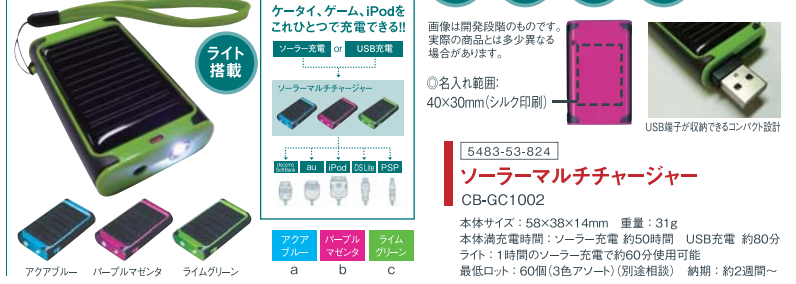 ライト
搭載
アクアブルー
パープルマゼンタ
ライムグリーン
ケータイ、ゲーム、iPodを
これひとつで充電できる!!
ソーラー充電 or USB充電
ソーラーマルチチャージャー
docomo
SoftBank
au
iPod
DS Lite
PSP
アクア
ブルー
パープル
マゼンタ
ライム
グリーン
a
b
c
画像は開発段階のものです。
実際の商品とは多少異なる
場合があります。
◎名入れ範囲:
40×30mm(シルク印刷)
USB端子が収納できるコンパクト設計
5483-53-824
ソーラーマルチチャージャー
CB-GC1002
本体サイズ：58×38×14mm 重量：31g
本体満充電時間：ソーラー充電 約50時間 USB充電 約80分
ライト：1時間のソーラー充電で約60分使用可能
最低ロット：60個(3色アソート)(別途相談) 納期：約2週間～